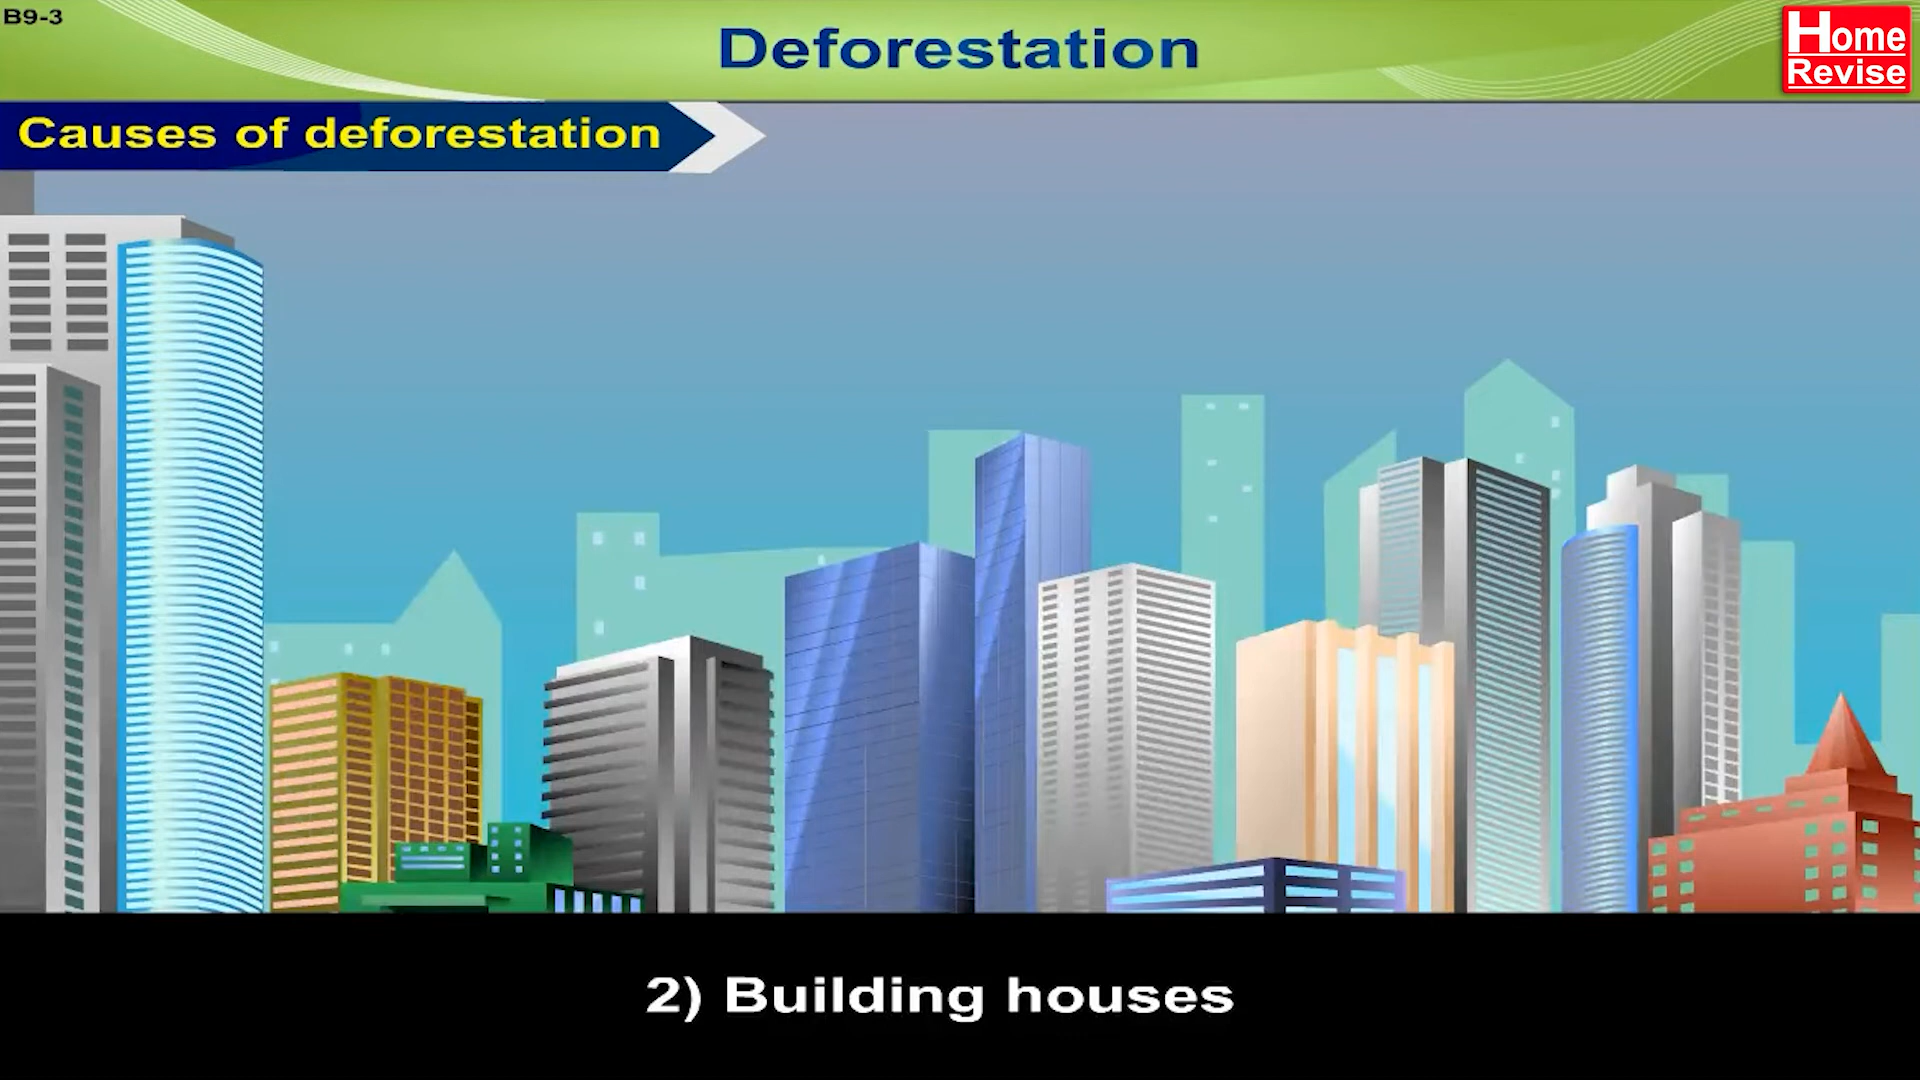 B9-3
Deforestation
Home
Revise
Causes of deforestation
2) Building houses